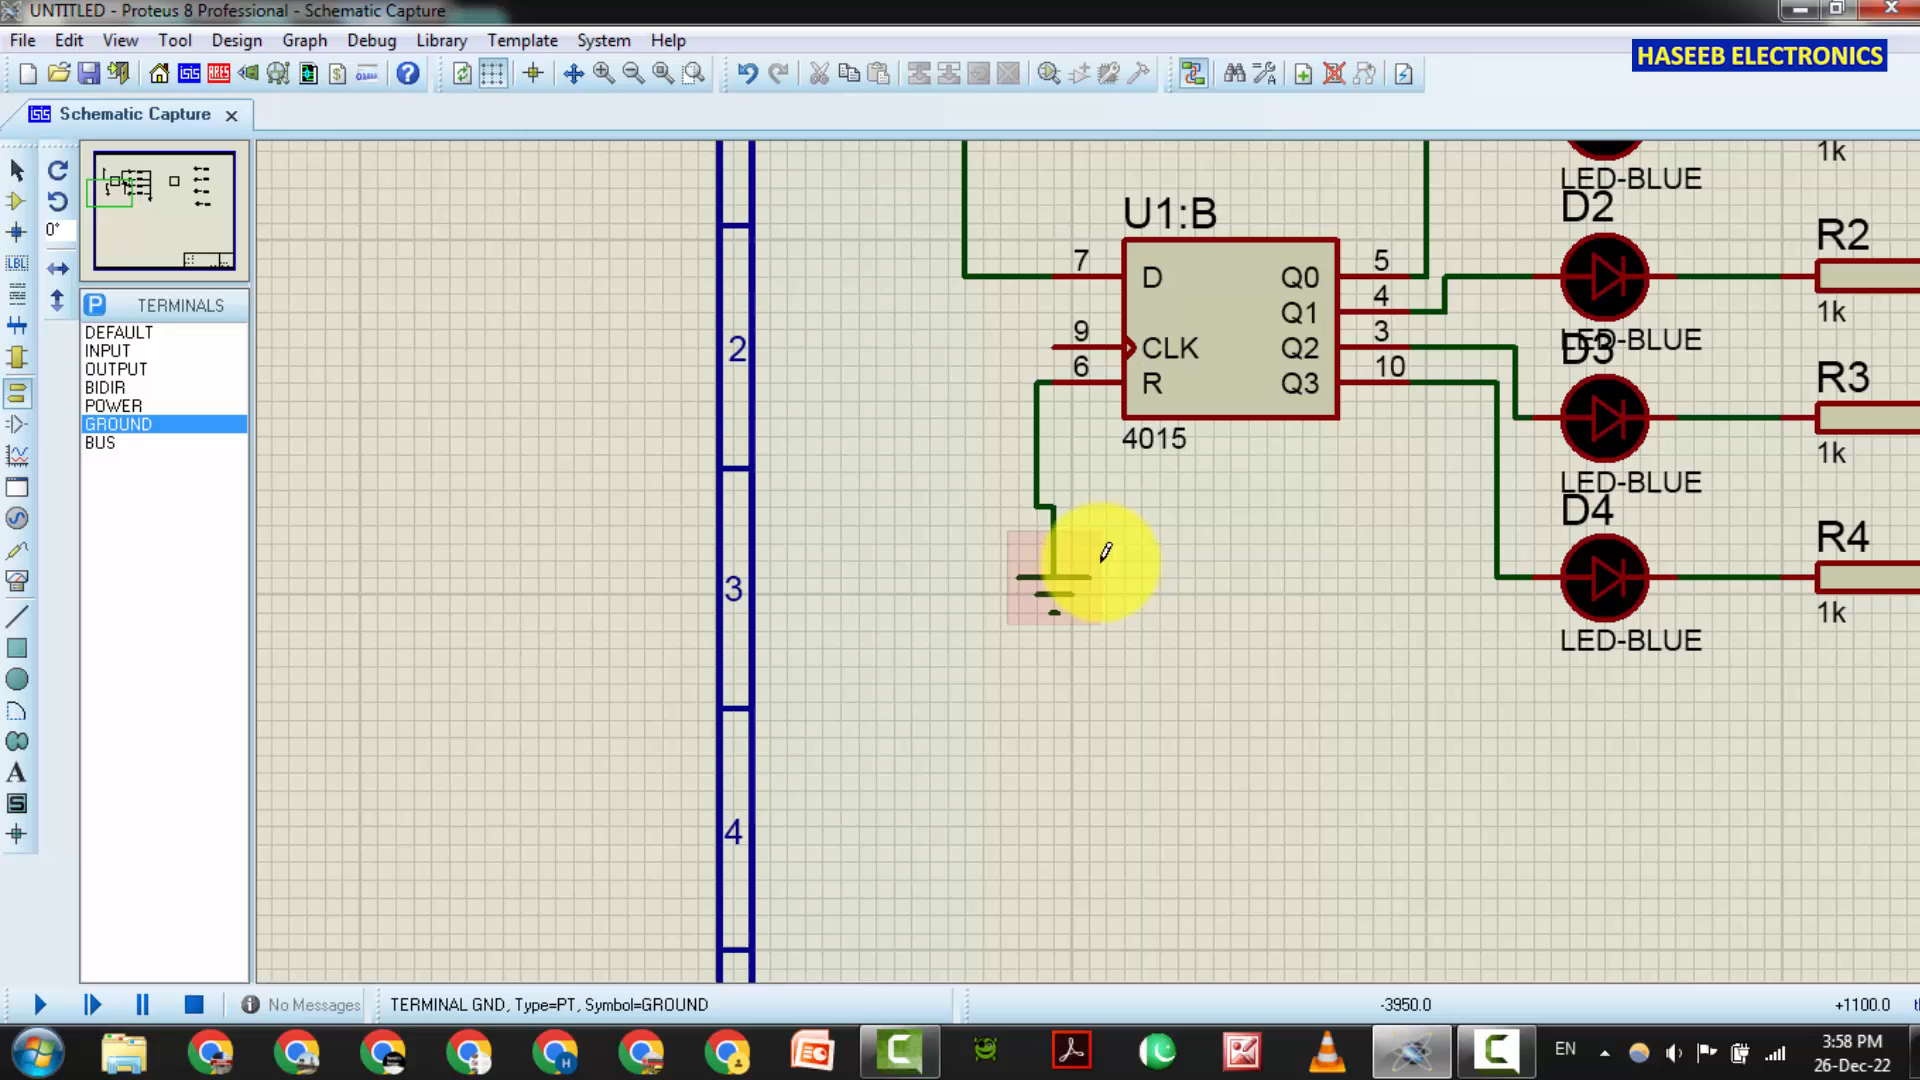 UNTITLED - Proteus 8 Professional - Schematic Capture
File Edit View Tool Design Graph Debug Library Template System Help
HASEEB ELECTRONICS
Schematic Capture
0°
LBL
P TERMINALS
DEFAULT
INPUT
OUTPUT
BIDIR
POWER
GROUND
BUS
2
3
4
U1:B
7 D Q0 5
Q1 4
9 CLK Q2 3
6 R Q3 10
4015
1k
LED-BLUE
D2
R2
1k
LED-BLUE
D3
R3
1k
LED-BLUE
D4
R4
1k
LED-BLUE
No Messages
TERMINAL GND, Type=PT, Symbol=GROUND
-3950.0
+1100.0
EN
3:58 PM
26-Dec-22